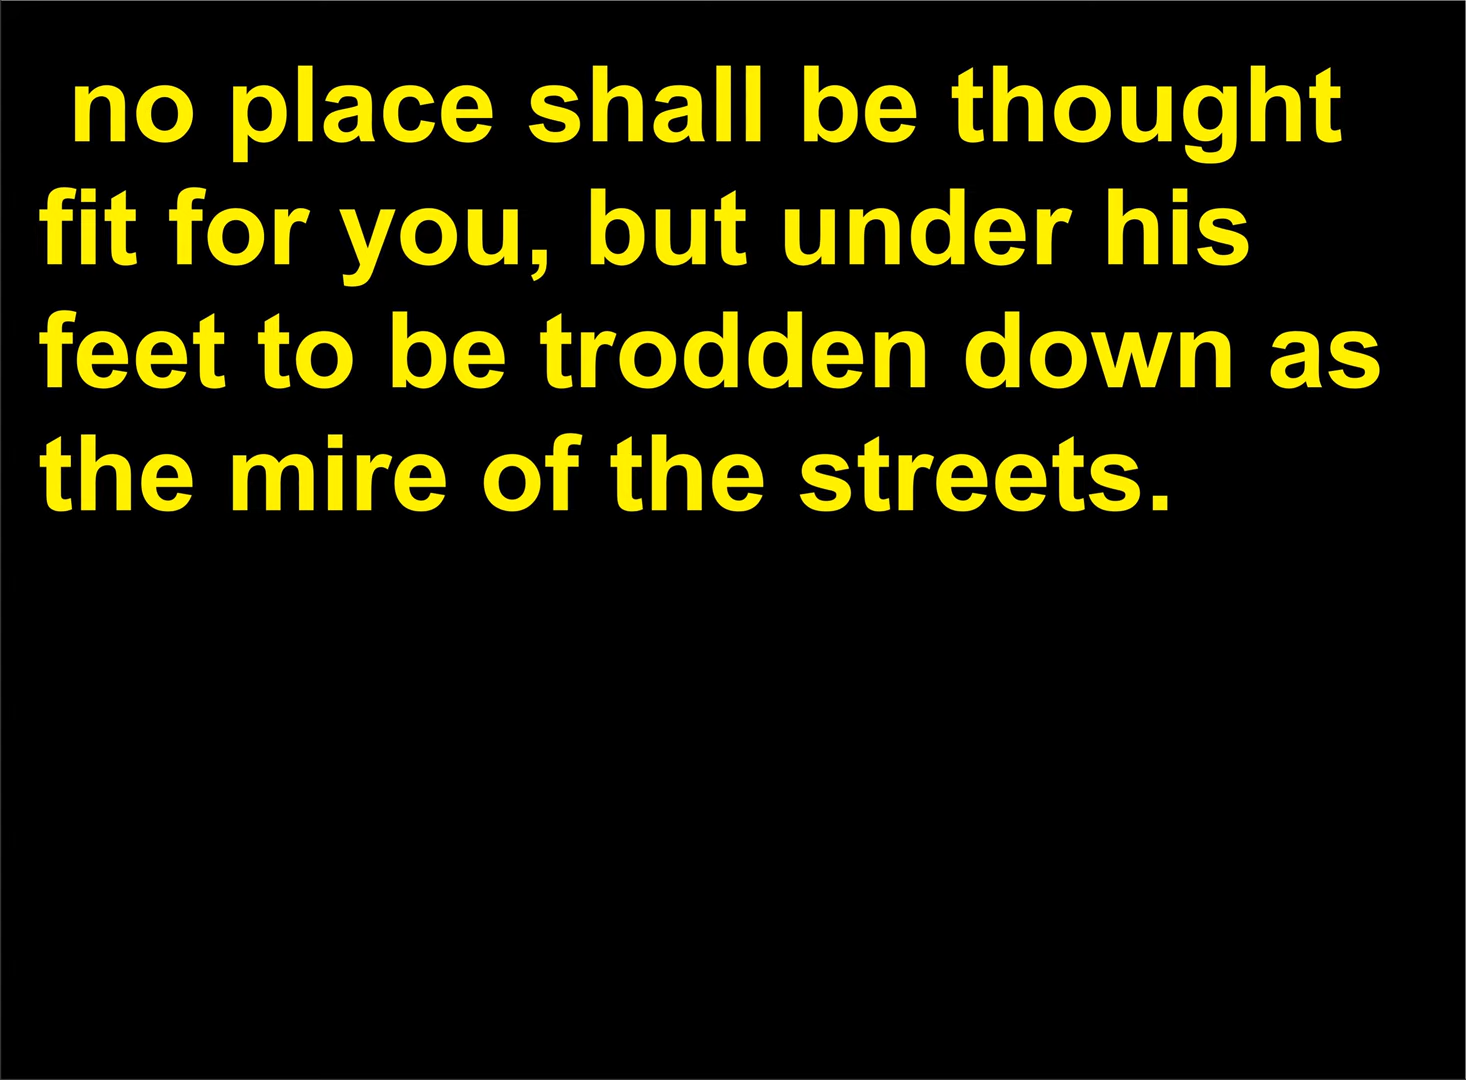 no place shall be thought
fit for you, but under his
feet to be trodden down as
the mire of the streets.